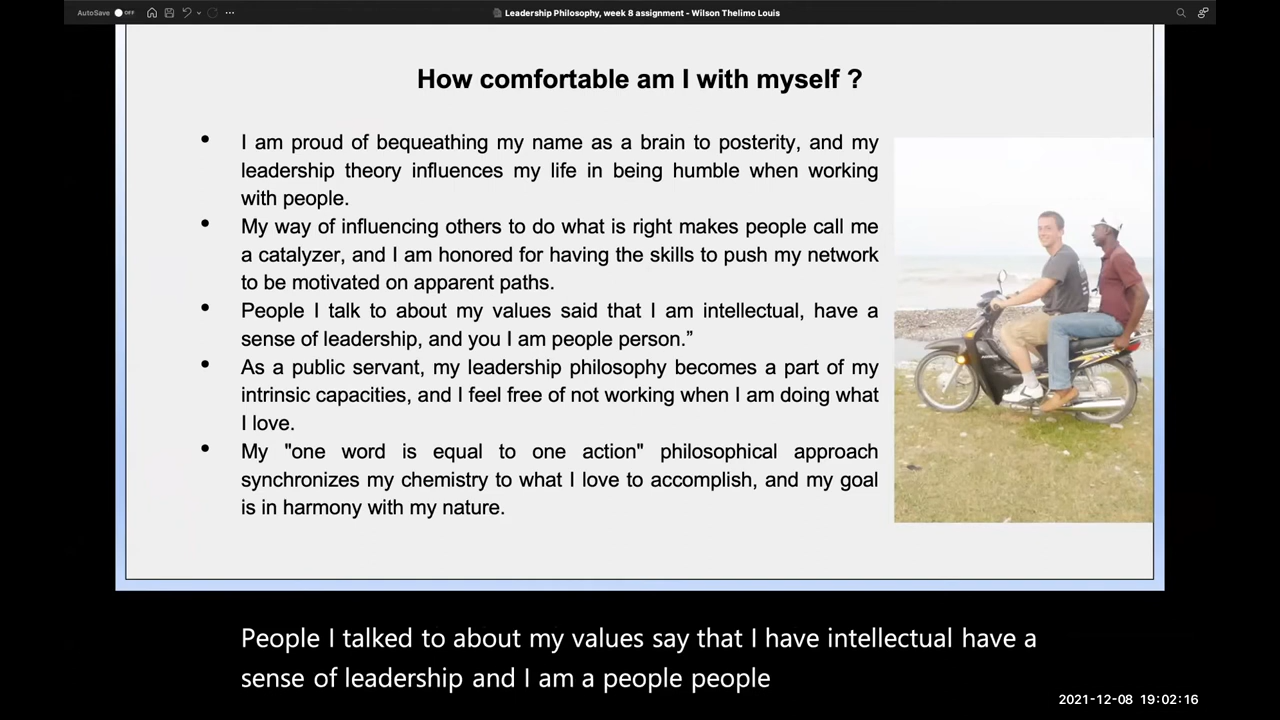 AutoSave OFF
Leadership Philosophy, week 8 assignment - Wilson Thelimo Louis
How comfortable am I with myself ?
• I am proud of bequeathing my name as a brain to posterity, and my
leadership theory influences my life in being humble when working
with people.
• My way of influencing others to do what is right makes people call me
a catalyzer, and I am honored for having the skills to push my network
to be motivated on apparent paths.
• People I talk to about my values said that I am intellectual, have a
sense of leadership, and you I am people person.”
• As a public servant, my leadership philosophy becomes a part of my
intrinsic capacities, and I feel free of not working when I am doing what
I love.
• My "one word is equal to one action" philosophical approach
synchronizes my chemistry to what I love to accomplish, and my goal
is in harmony with my nature.
People I talked to about my values say that I have intellectual have a
sense of leadership and I am a people people
2021-12-08 19:02:16